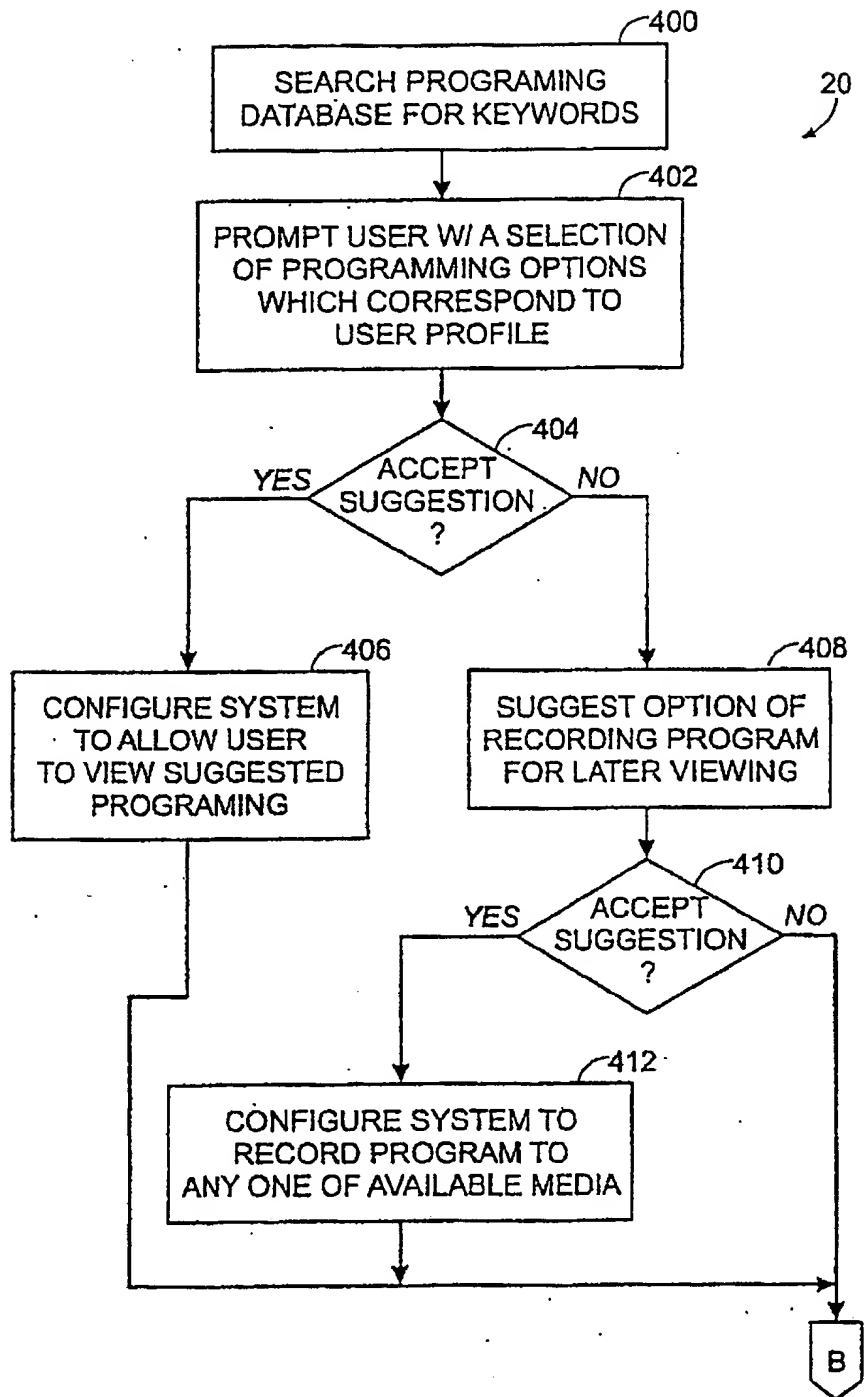 400
SEARCH PROGRAMING
DATABASE FOR KEYWORDS
20
402
PROMPT USER W/ A SELECTION
OF PROGRAMMING OPTIONS
WHICH CORRESPOND TO
USER PROFILE
404
YES
ACCEPT
SUGGESTION
?
NO
406
CONFIGURE SYSTEM
TO ALLOW USER
TO VIEW SUGGESTED
PROGRAMING
408
SUGGEST OPTION OF
RECORDING PROGRAM
FOR LATER VIEWING
410
YES
ACCEPT
SUGGESTION
?
NO
412
CONFIGURE SYSTEM TO
RECORD PROGRAM TO
ANY ONE OF AVAILABLE MEDIA
B